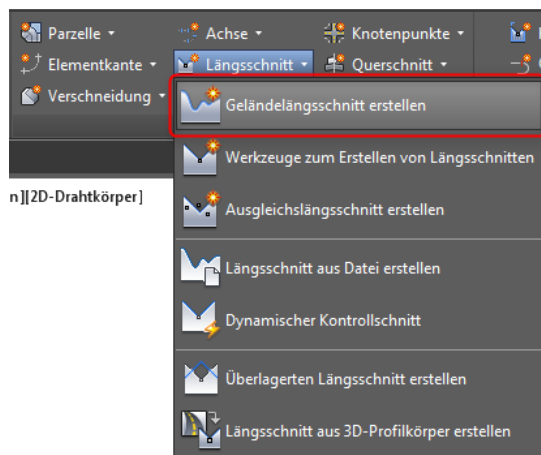 Parzelle Achse Knotenpunkte
Elementkante Längsschnitt Querschnitt
Verschneidung
Geländelängsschnitt erstellen
Werkzeuge zum Erstellen von Längsschnitten
n][2D-Drahtkörper]
Ausgleichslängsschnitt erstellen
Längsschnitt aus Datei erstellen
Dynamischer Kontrollschnitt
Überlagerten Längsschnitt erstellen
Längsschnitt aus 3D-Profilkörper erstellen